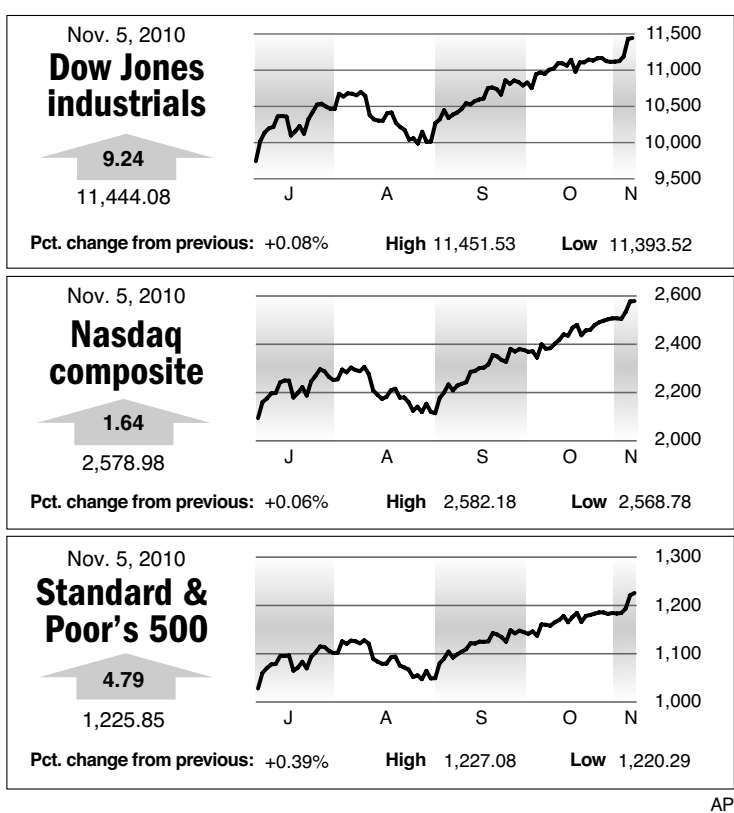 Nov. 5, 2010
Dow Jones
industrials
9.24
11,444.08
11,500
11,000
10,500
10,000
9,500
J A S O N
Pct. change from previous: +0.08% High 11,451.53 Low 11,393.52
Nov. 5, 2010
Nasdaq
composite
1.64
2,578.98
2,600
2,400
2,200
2,000
J A S O N
Pct. change from previous: +0.06% High 2,582.18 Low 2,568.78
Nov. 5, 2010
Standard &
Poor's 500
4.79
1,225.85
1,300
1,200
1,100
1,000
J A S O N
Pct. change from previous: +0.39% High 1,227.08 Low 1,220.29
AP